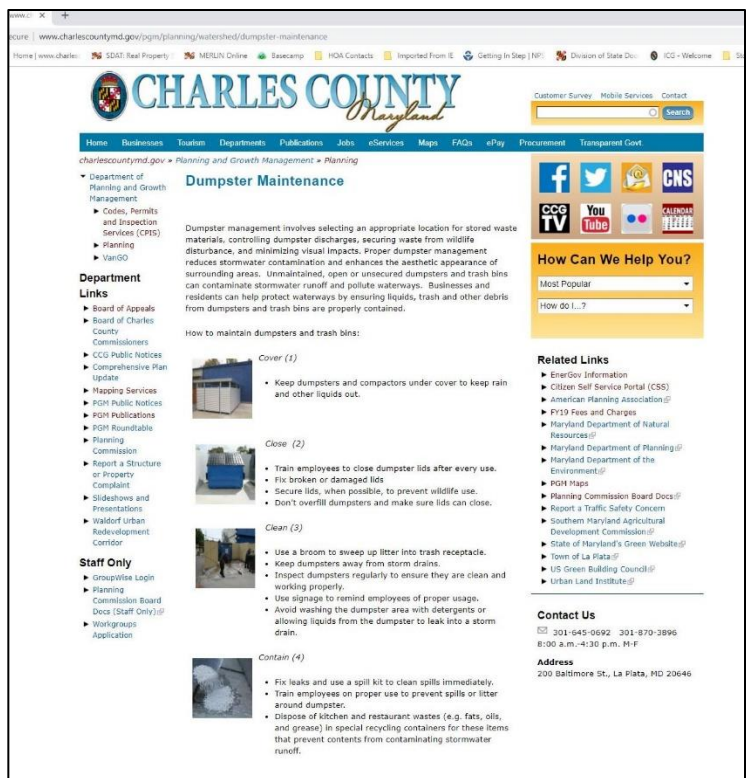 www.ch
ecure | www.charlescountymd.gov/pgm/planning/watershed/dumpster-maintenance
Home | www.charles SDAT: Real Property MERLIN Online Basecamp HOA Contacts Imported From IE Getting In Step | NPS Division of State Doc ICG - Welcome
CHARLES COUNTY
Maryland
Customer Survey Mobile Services Contact
Search
Home Businesses Tourism Departments Publications Jobs eServices Maps FAQs ePay Procurement Transparent Govt.
charlescountymd.gov » Planning and Growth Management » Planning
Department of
Planning and Growth
Management
Codes, Permits
and Inspection
Services (CPIS)
Planning
VanGO
Department
Links
Board of Appeals
Board of Charles
County
Commissioners
CCG Public Notices
Comprehensive Plan
Update
Mapping Services
PGM Public Notices
PGM Publications
PGM Roundtable
Planning
Commission
Report a Structure
or Property
Complaint
Slideshows and
Presentations
Waldorf Urban
Redevelopment
Corridor
Staff Only
GroupWise Login
Planning
Commission Board
Docs [Staff Only]
Workgroups
Application
Dumpster Maintenance
Dumpster management involves selecting an appropriate location for stored waste
materials, controlling dumpster discharges, securing waste from wildlife
disturbance, and minimizing visual impacts. Proper dumpster management
reduces stormwater contamination and enhances the aesthetic appearance of
surrounding areas. Unmaintained, open or unsecured dumpsters and trash bins
can contaminate stormwater runoff and pollute waterways. Businesses and
residents can help protect waterways by ensuring liquids, trash and other debris
from dumpsters and trash bins are properly contained.
How to maintain dumpsters and trash bins:
Cover (1)
• Keep dumpsters and compactors under cover to keep rain
and other liquids out.
Close (2)
• Train employees to close dumpster lids after every use.
• Fix broken or damaged lids
• Secure lids, when possible, to prevent wildlife use.
• Don't overfill dumpsters and make sure lids can close.
Clean (3)
• Use a broom to sweep up litter into trash receptacle.
• Keep dumpsters away from storm drains.
• Inspect dumpsters regularly to ensure they are clean and
working properly.
• Use signage to remind employees of proper usage.
• Avoid washing the dumpster area with detergents or
allowing liquids from the dumpster to leak into a storm
drain.
Contain (4)
• Fix leaks and use a spill kit to clean spills immediately.
• Train employees on proper use to prevent spills or litter
around dumpster.
• Dispose of kitchen and restaurant wastes (e.g. fats, oils,
and grease) in special recycling containers for these items
that prevent contents from contaminating stormwater
runoff.
CNS
CCG
TV
You
Tube
CALENDAR
How Can We Help You?
Most Popular
How do I...?
Related Links
EnerGov Information
Citizen Self Service Portal (CSS)
American Planning Association
FY19 Fees and Charges
Maryland Department of Natural
Resources
Maryland Department of Planning
Maryland Department of the
Environment
PGM Maps
Planning Commission Board Docs
Report a Traffic Safety Concern
Southern Maryland Agricultural
Development Commission
State of Maryland's Green Website
Town of La Plata
US Green Building Council
Urban Land Institute
Contact Us
301-645-0692 301-870-3896
8:00 a.m.-4:30 p.m. M-F
Address
200 Baltimore St., La Plata, MD 20646